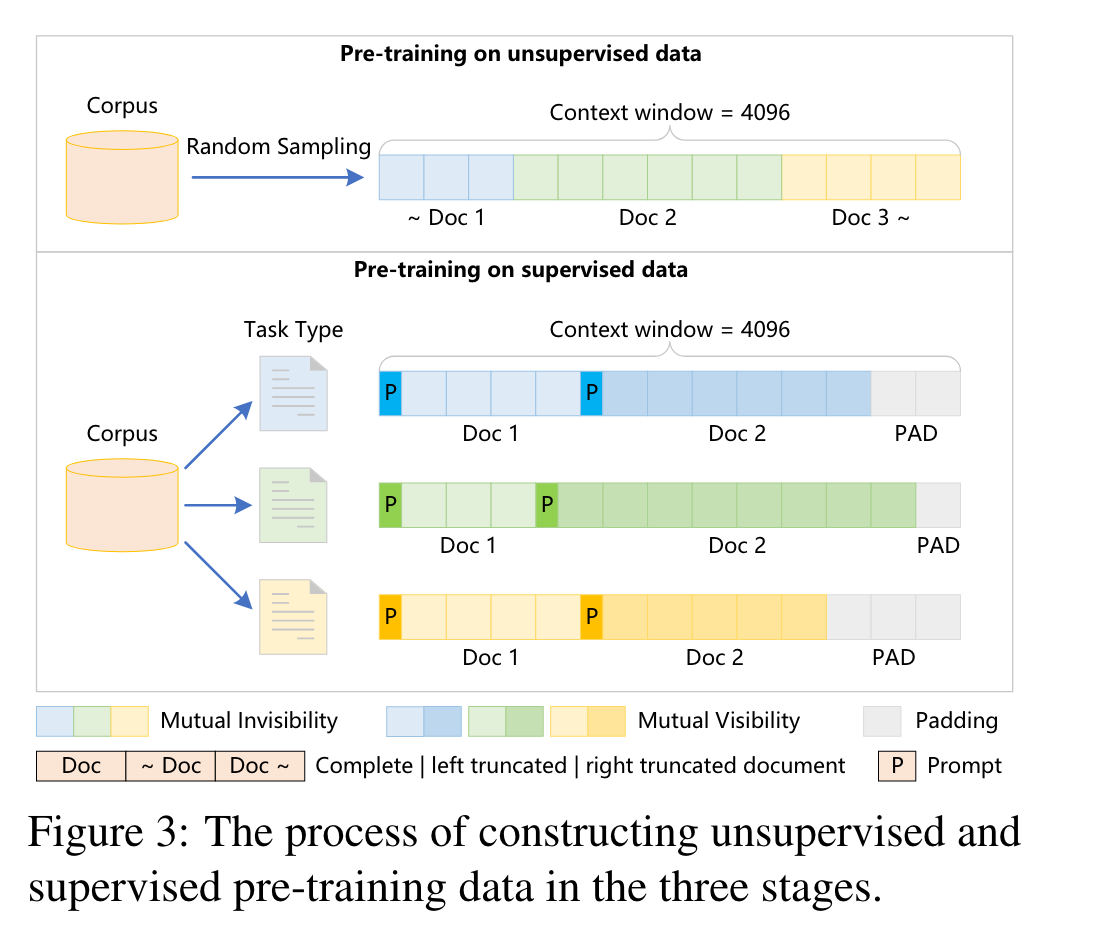 Pre-training on unsupervised data
Corpus
Random Sampling
Context window = 4096
~ Doc 1
Doc 2
Doc 3 ~
Pre-training on supervised data
Task Type
Context window = 4096
Corpus
P
P
Doc 1
Doc 2
PAD
P
P
Doc 1
Doc 2
PAD
P
P
Doc 1
Doc 2
PAD
Mutual Invisibility
Mutual Visibility
Padding
Doc
~ Doc
Doc ~
Complete | left truncated | right truncated document
P
Prompt
Figure 3: The process of constructing unsupervised and
supervised pre-training data in the three stages.